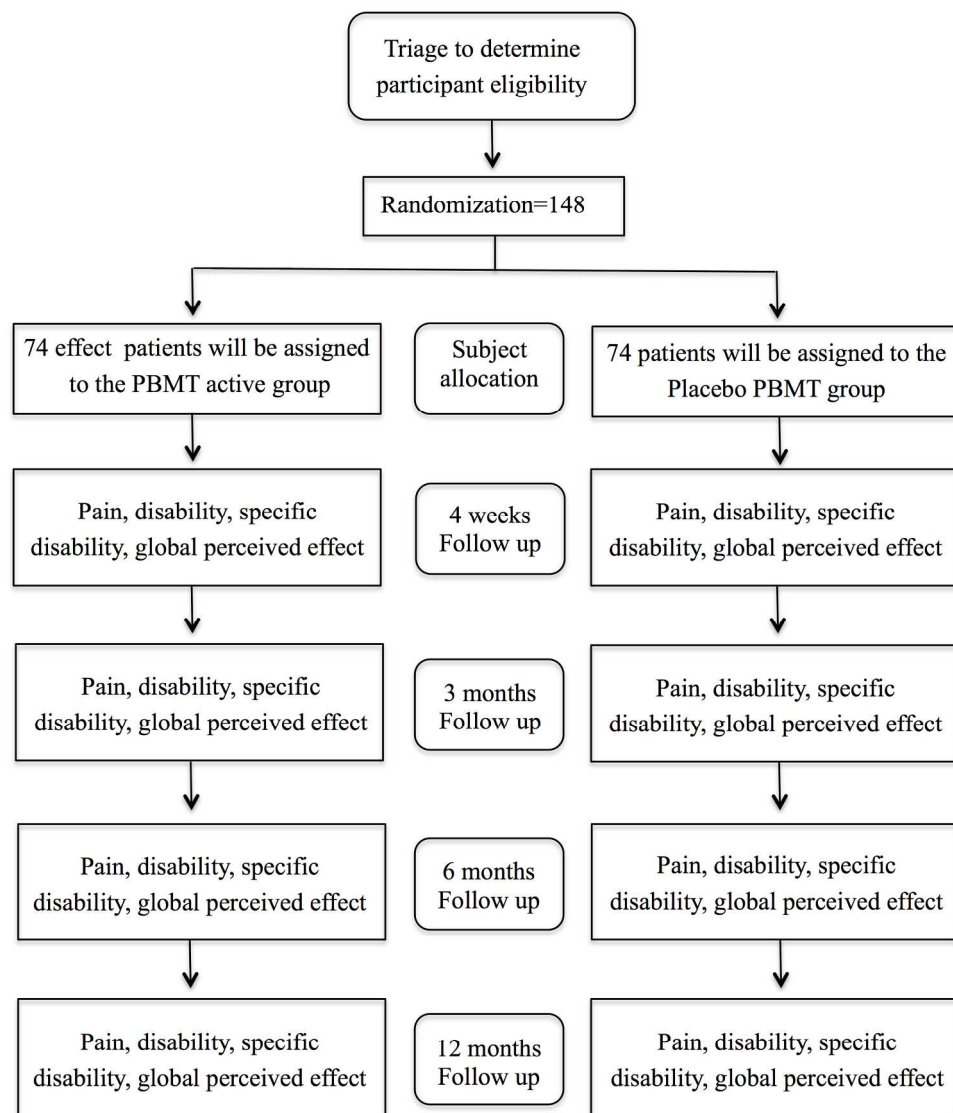 Triage to determine
participant eligibility
Randomization=148
74 effect patients will be assigned
to the PBMT active group
Subject
allocation
74 patients will be assigned to the
Placebo PBMT group
Pain, disability, specific
disability, global perceived effect
4 weeks
Follow up
Pain, disability, specific
disability, global perceived effect
Pain, disability, specific
disability, global perceived effect
3 months
Follow up
Pain, disability, specific
disability, global perceived effect
Pain, disability, specific
disability, global perceived effect
6 months
Follow up
Pain, disability, specific
disability, global perceived effect
Pain, disability, specific
disability, global perceived effect
12 months
Follow up
Pain, disability, specific
disability, global perceived effect